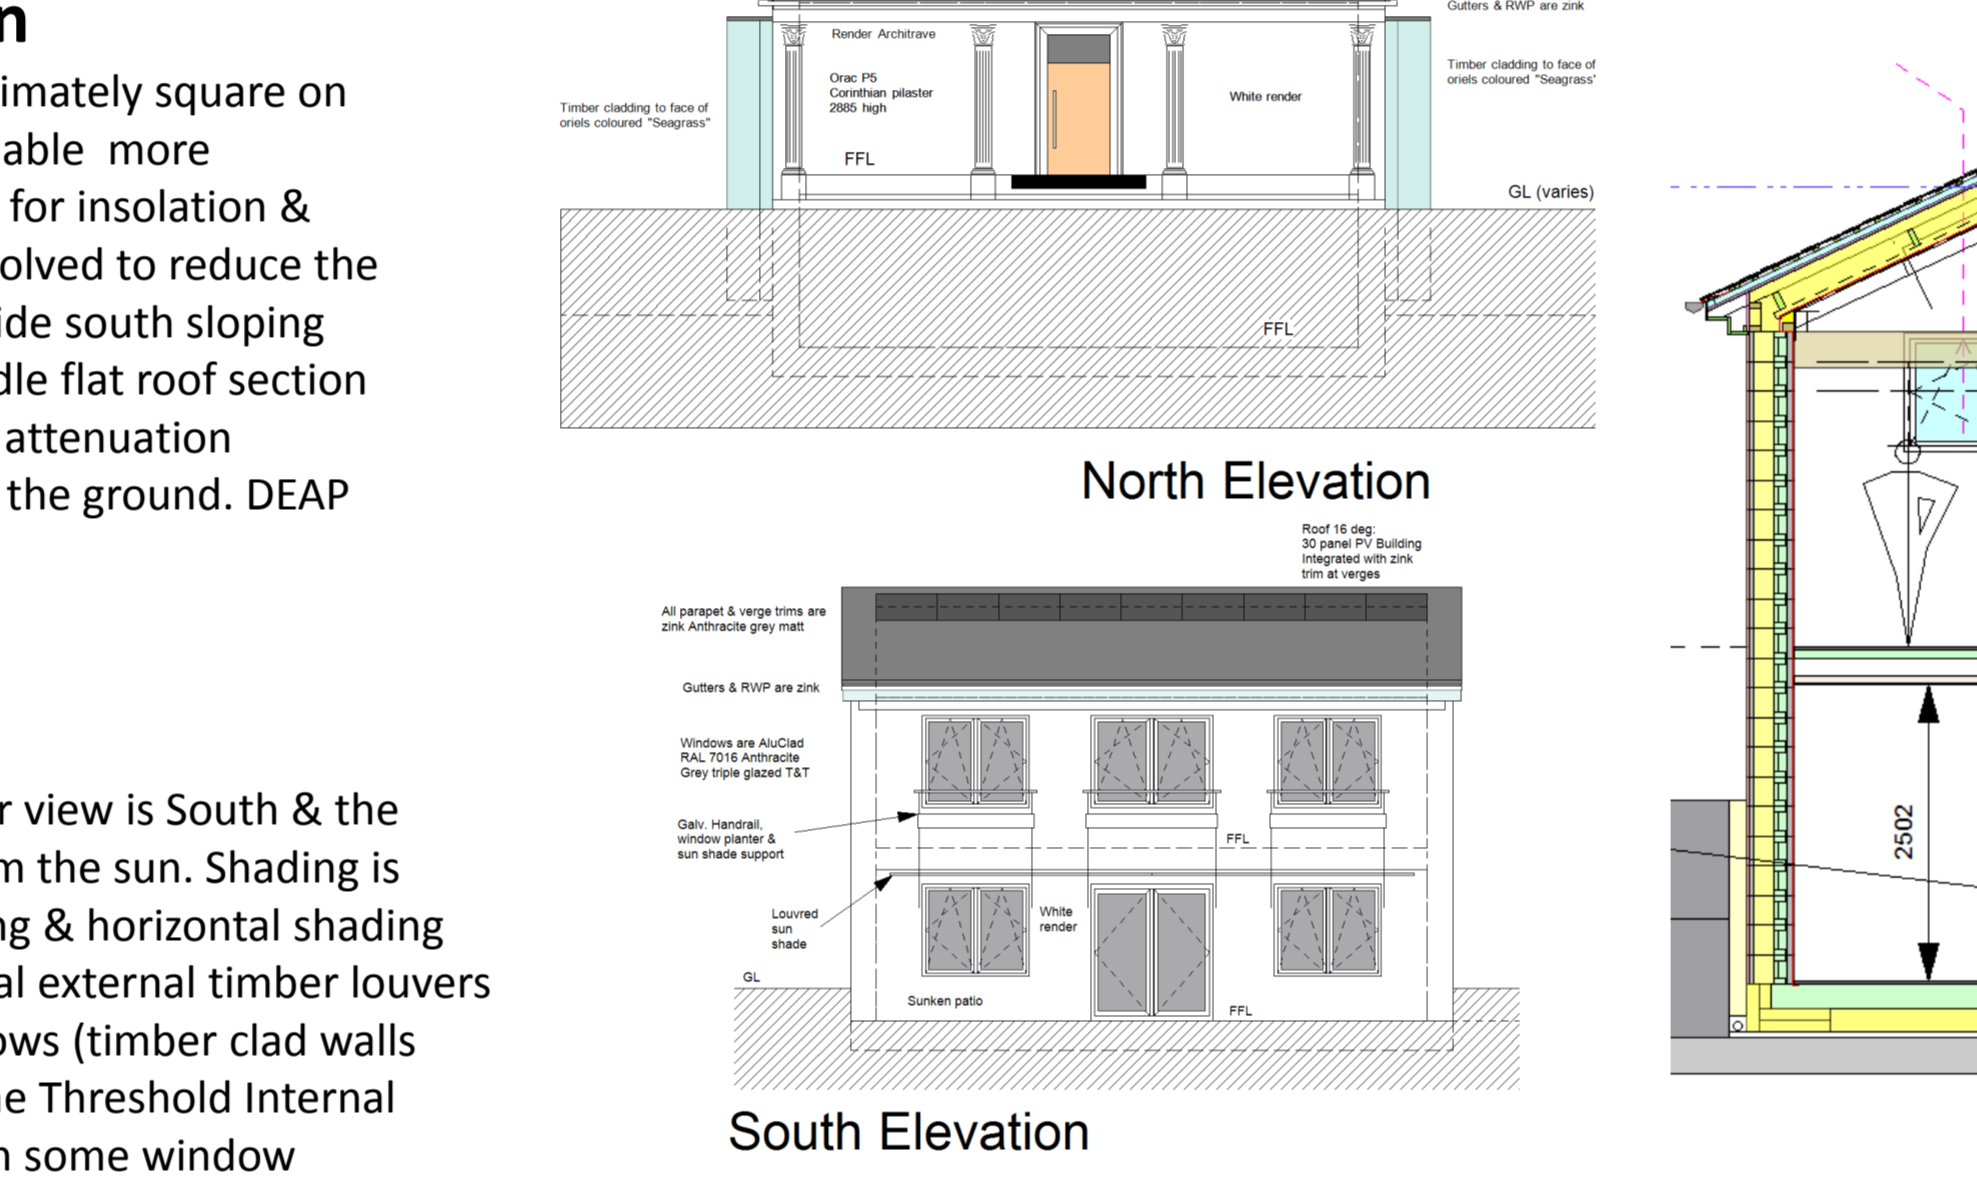 n
imately square on
able more
for insolation &
olved to reduce the
ide south sloping
dle flat roof section
attenuation
the ground. DEAP
r view is South & the
m the sun. Shading is
ng & horizontal shading
al external timber louvers
ows (timber clad walls
e Threshold Internal
n some window
Gutters & RWP are zink
Render Architrave
Orac P5
Corinthian pilaster
2885 high
White render
Timber cladding to face of
oriels coloured "Seagrass"
Timber cladding to face of
oriels coloured "Seagrass'
FFL
GL (varies)
FFL
North Elevation
Roof 16 deg:
30 panel PV Building
Integrated with zink
trim at verges
All parapet & verge trims are
zink Anthracite grey matt
Gutters & RWP are zink
Windows are AluClad
RAL 7016 Anthracite
Grey triple glazed T&T
Galv. Handrail,
window planter &
sun shade support
FFL
Louvred
sun
shade
White
render
GL
Sunken patio
FFL
South Elevation
2502